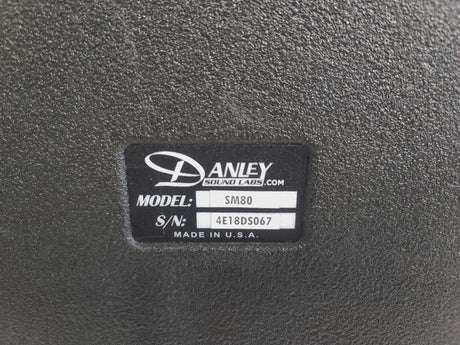 DANLEY
SOUND LABS.COM
MODEL: SM80
S/N: 4E18DS067
MADE IN U.S.A.